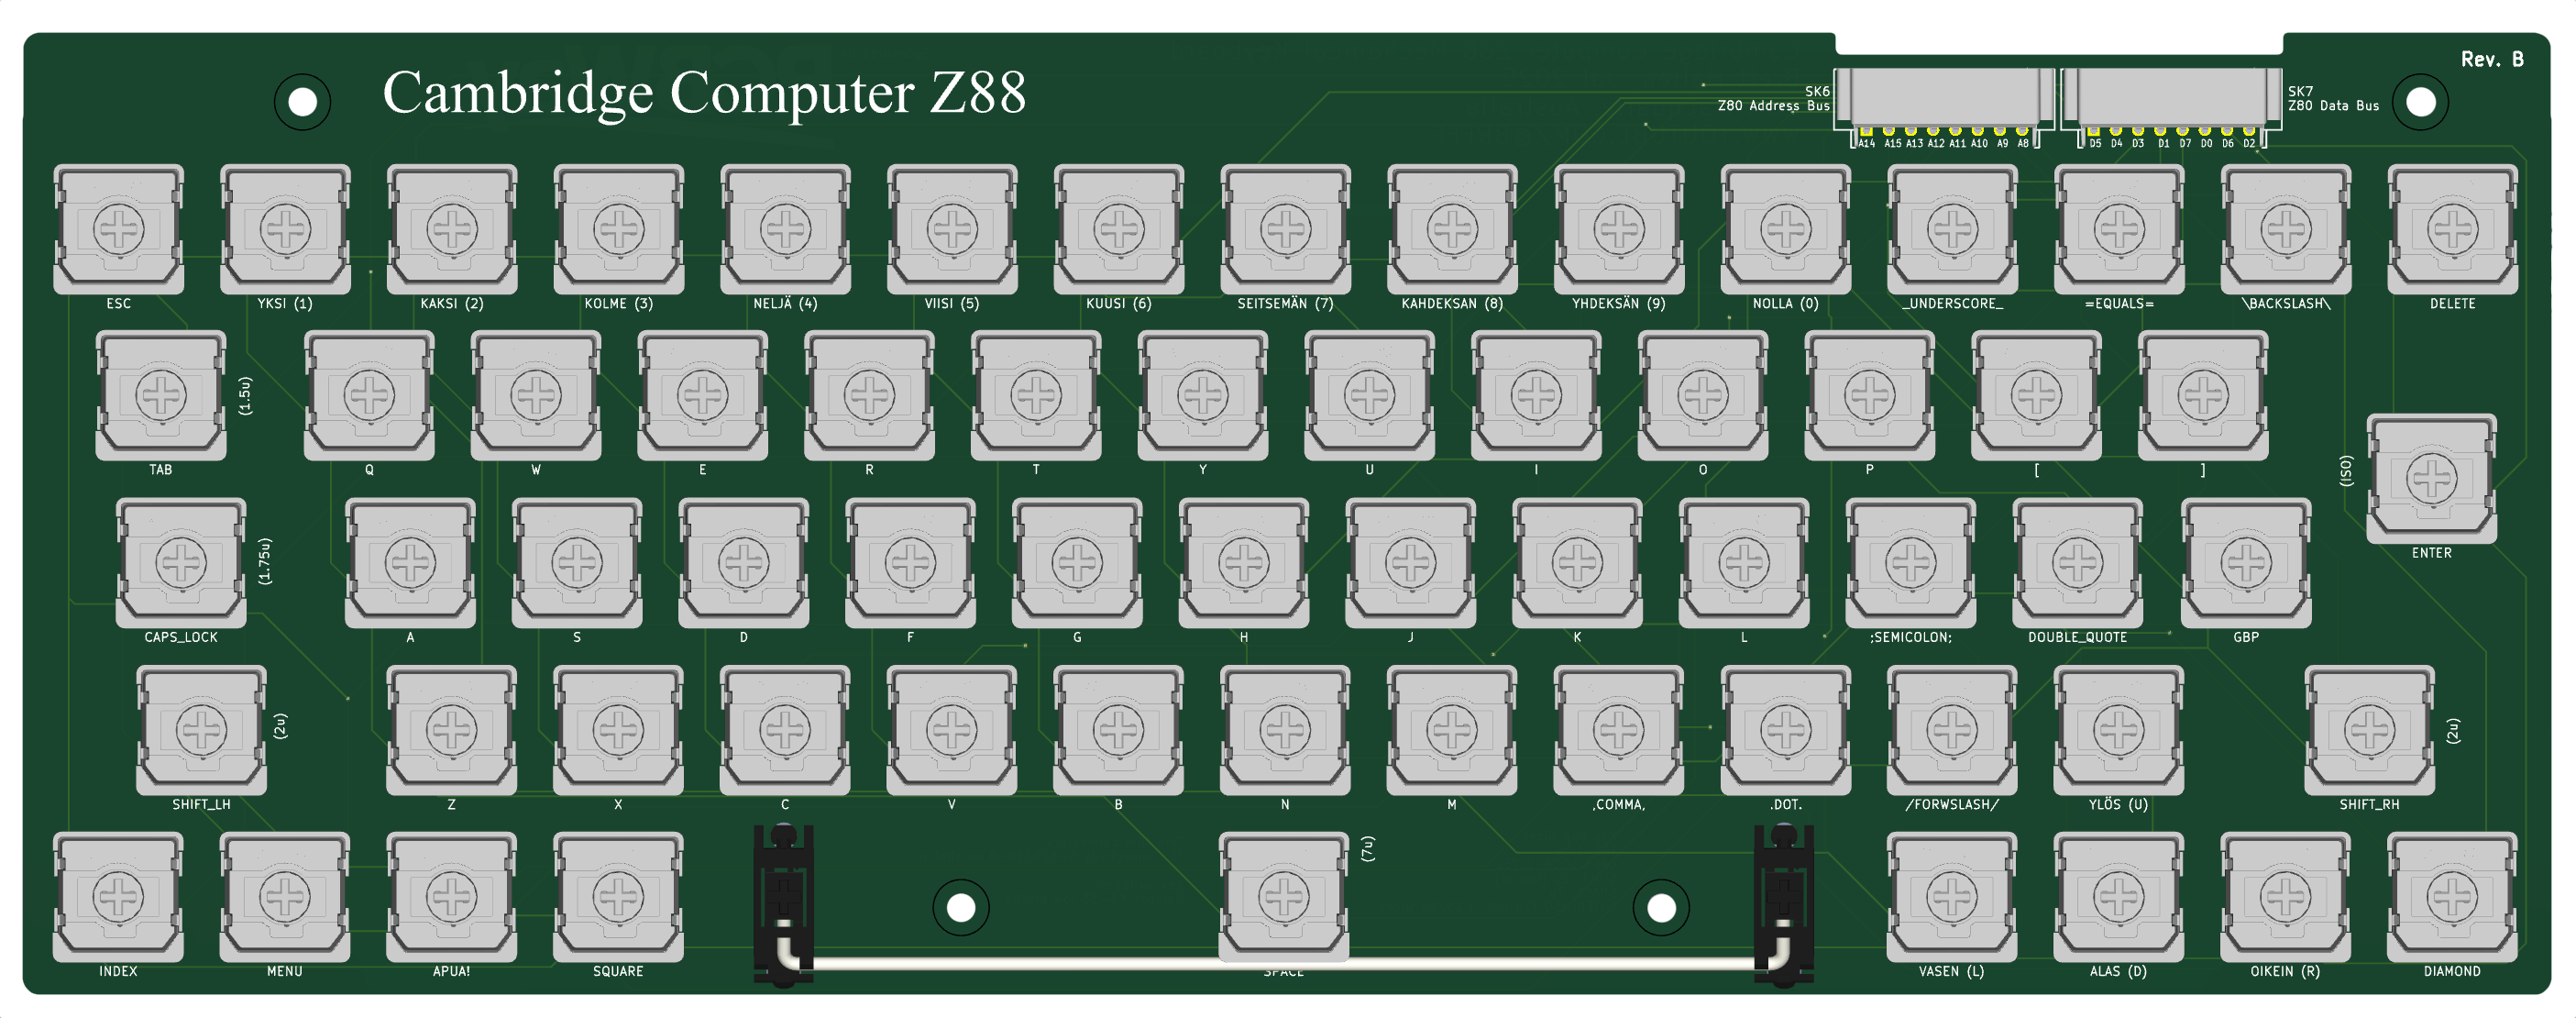 Cambridge Computer Z88
Rev. B
SK6
Z80 Address Bus
SK7
Z80 Data Bus
A14 A15 A13 A12 A11 A10 A9 A8
D5 D4 D3 D1 D7 D0 D6 D2
ESC YKSI (1) KAKSI (2) KOLME (3) NELJÄ (4) VIISI (5) KUUSI (6) SEITSEMÄN (7) KAHDEKSAN (8) YHDEKSÄN (9) NOLLA (0) _UNDERSCORE_ =EQUALS= \BACKSLASH\ DELETE
(1.5u)
TAB Q W E R T Y U I O P [ ]
(ISO)
ENTER
(1.75u)
CAPS_LOCK A S D F G H J K L ;SEMICOLON; DOUBLE_QUOTE GBP
(2u)
(2u)
SHIFT_LH Z X C V B N M ,COMMA, .DOT. /FORWSLASH/ YLÖS (U) SHIFT_RH
(7u)
INDEX MENU APUA! SQUARE SPACE VASEN (L) ALAS (D) OIKEIN (R) DIAMOND